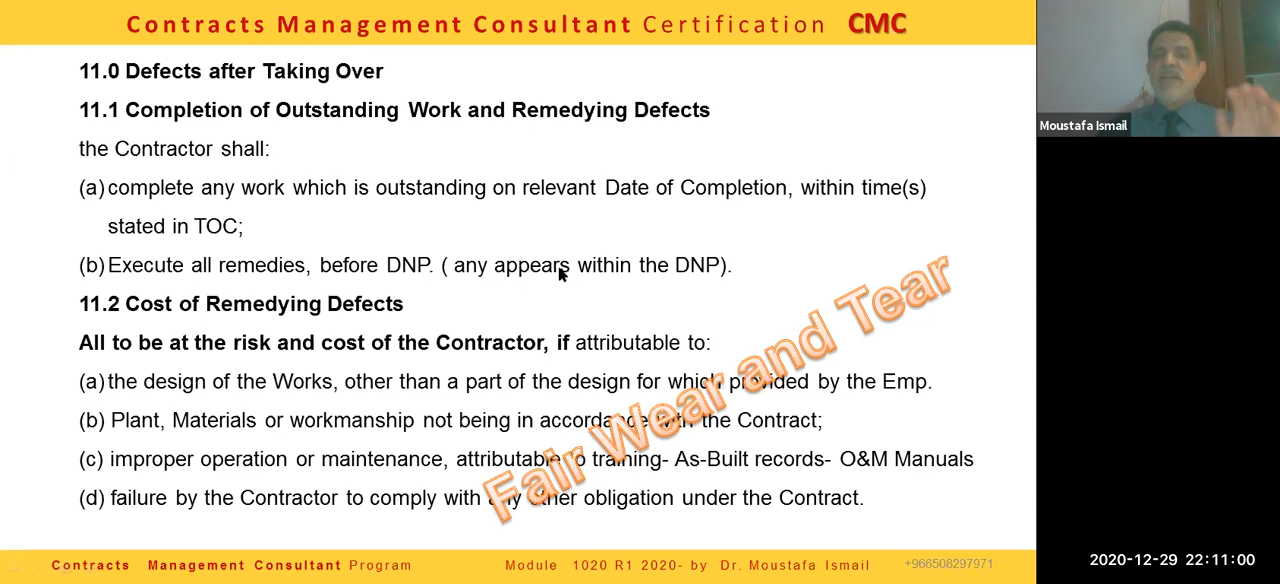 Contracts Management Consultant Certification CMC
11.0 Defects after Taking Over
11.1 Completion of Outstanding Work and Remedying Defects
the Contractor shall:
(a) complete any work which is outstanding on relevant Date of Completion, within time(s)
stated in TOC;
(b) Execute all remedies, before DNP. ( any appears within the DNP).
11.2 Cost of Remedying Defects
All to be at the risk and cost of the Contractor, if attributable to:
(a) the design of the Works, other than a part of the design for which provided by the Emp.
(b) Plant, Materials or workmanship not being in accordance with the Contract;
(c) improper operation or maintenance, attributable to training- As-Built records- O&M Manuals
(d) failure by the Contractor to comply with any other obligation under the Contract.
Fair Wear and Tear
Contracts Management Consultant Program
Module 1020 R1 2020- by Dr. Moustafa Ismail
+966508297971
Moustafa Ismail
2020-12-29 22:11:00